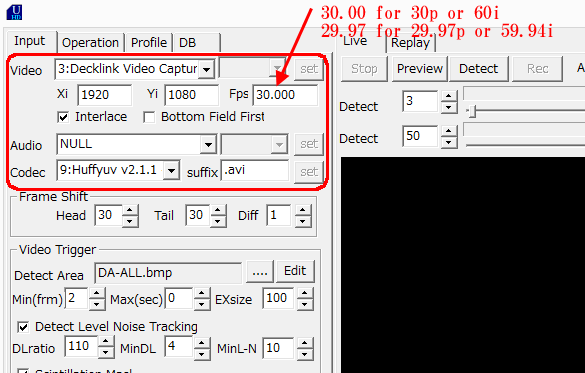 U
HD
30.00 for 30p or 60i
29.97 for 29.97p or 59.94i
Input Operation Profile DB Live Replay
Video 3:Decklink Video Captur set Stop Preview Detect Rec A
Xi 1920 Yi 1080 Fps 30.000
Interlace Bottom Field First Detect 3
Audio NULL set Detect 50
Codec 9:Huffyuv v2.1.1 suffix .avi set
Frame Shift
Head 30 Tail 30 Diff 1
Video Trigger
Detect Area DA-ALL.bmp .... Edit
Min(frm) 2 Max(sec) 0 EXsize 100
Detect Level Noise Tracking
DLratio 110 MinDL 4 MinL-N 10